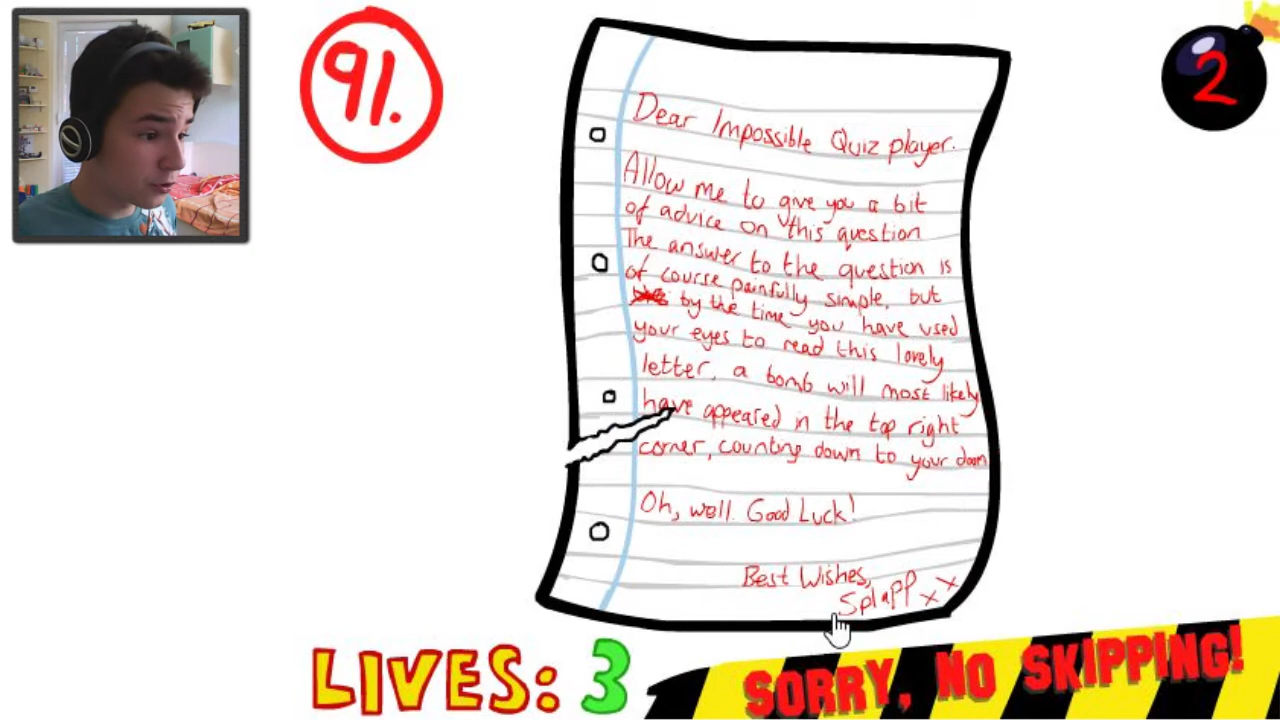 91.
2
Dear Impossible Quiz player.
Allow me to give you a bit
of advice on this question
The answer to the question is
of course painfully simple, but
by the time you have used
your eyes to read this lovely
letter, a bomb will most likely
have appeared in the top right
corner, counting down to your doom
Oh, well. Good Luck!
Best Wishes,
Splapp x x
LIVES: 3
SORRY, NO SKIPPING!